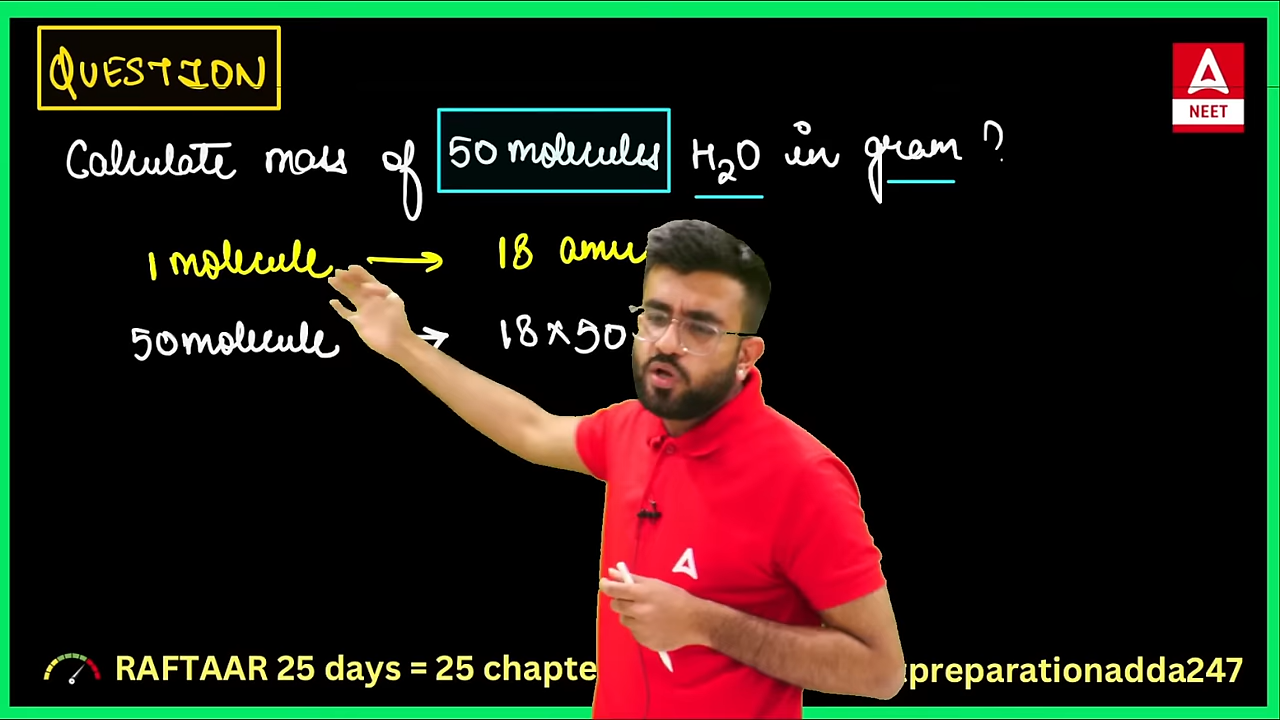 QUESTION
NEET
Calculate mass of 50 molecules H₂O in gram ?
1 molecule → 18 amu
50 molecule → 18×50
RAFTAAR 25 days = 25 chapte
preparationadda247